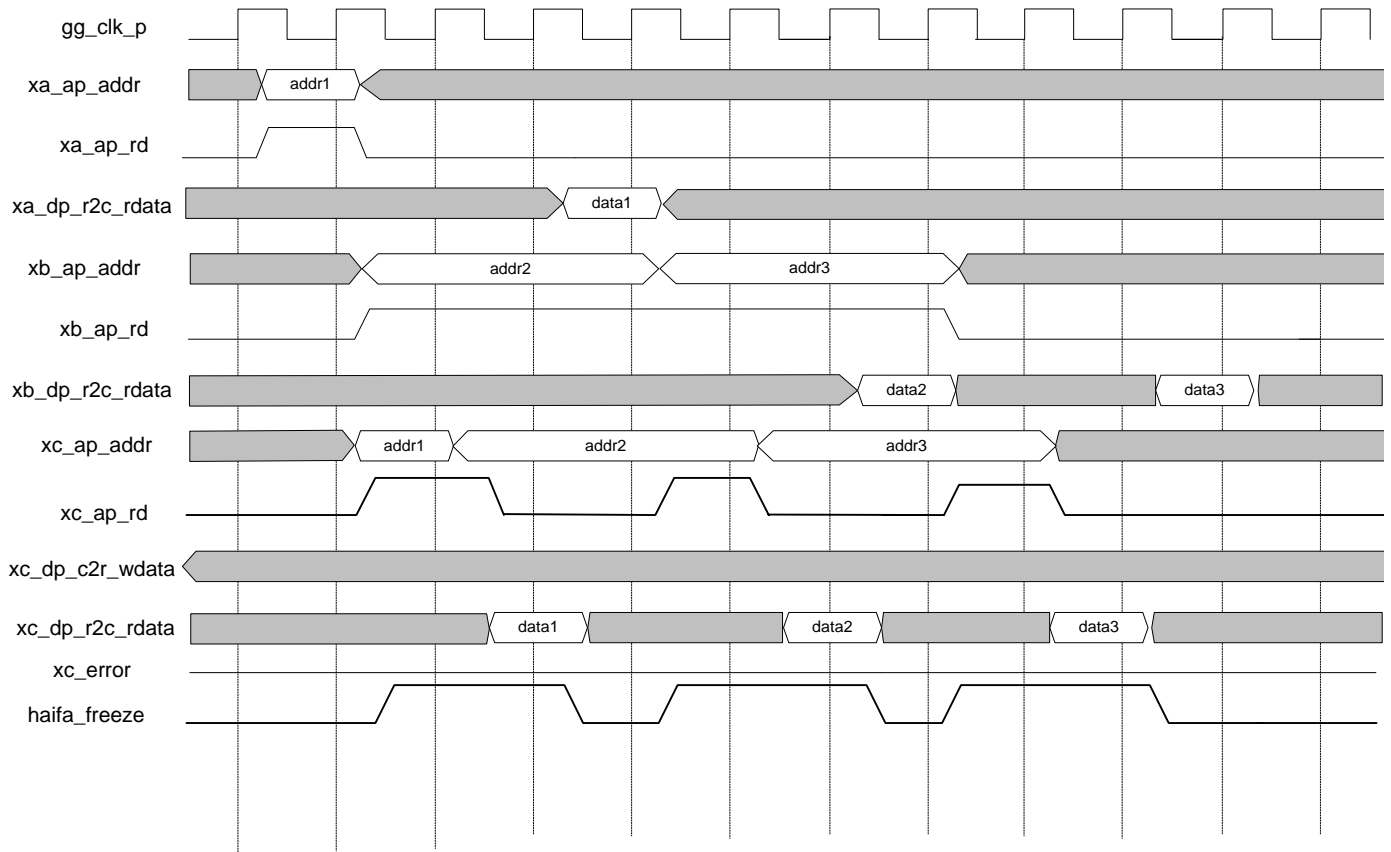 gg_clk_p
xa_ap_addr addr1
xa_ap_rd
xa_dp_r2c_rdata data1
xb_ap_addr addr2 addr3
xb_ap_rd
xb_dp_r2c_rdata data2 data3
xc_ap_addr addr1 addr2 addr3
xc_ap_rd
xc_dp_c2r_wdata
xc_dp_r2c_rdata data1 data2 data3
xc_error
haifa_freeze